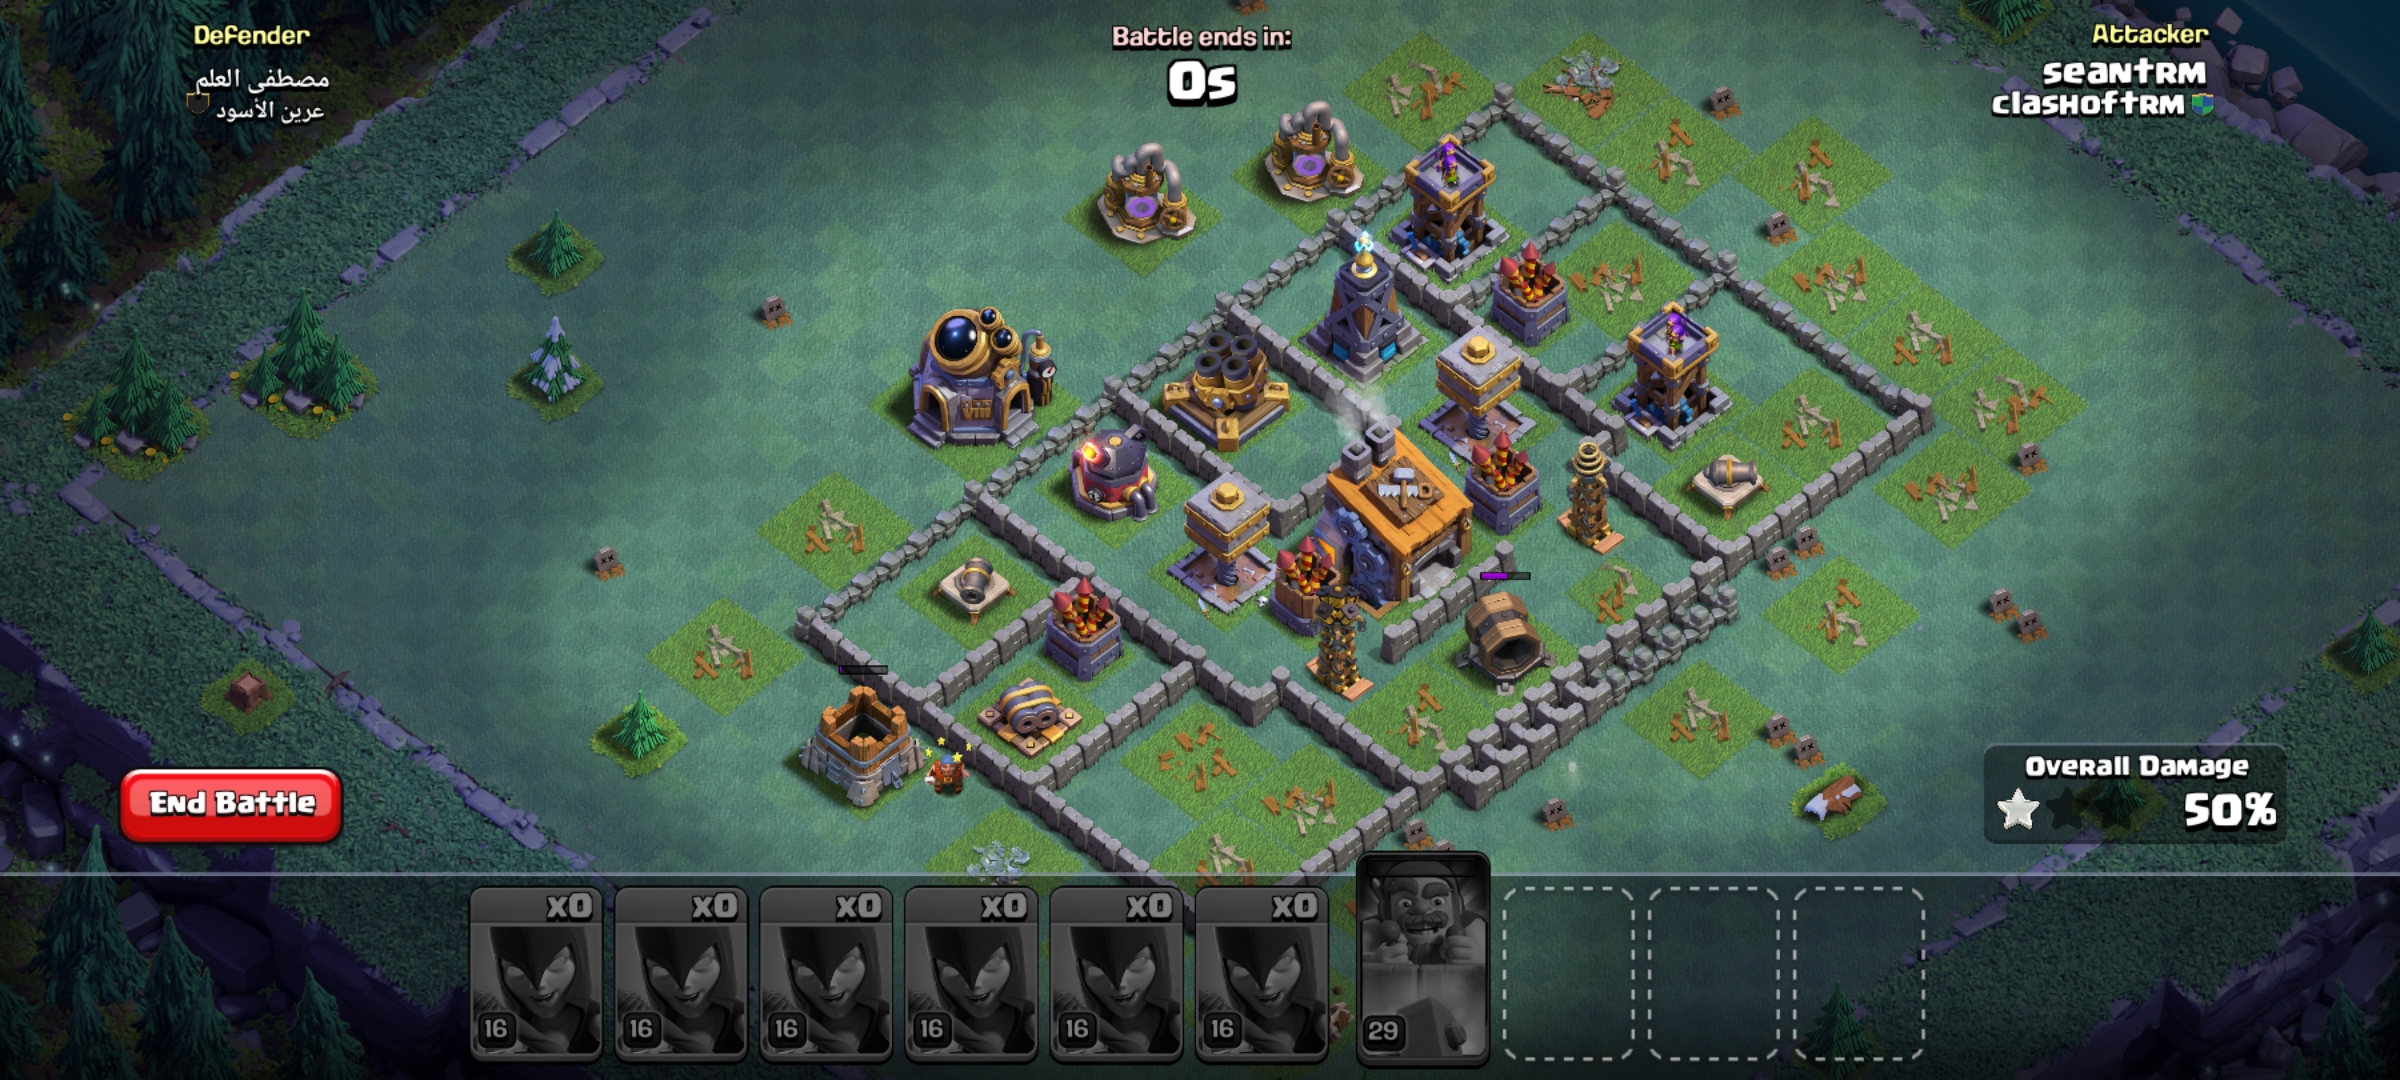 Defender
مصطفى العلم
عرين الأسود
Battle ends in:
0s
Attacker
seantRM
clashoftRM
VIII
End Battle
Overall Damage
50%
x0
x0
x0
x0
x0
x0
16
16
16
16
16
16
29